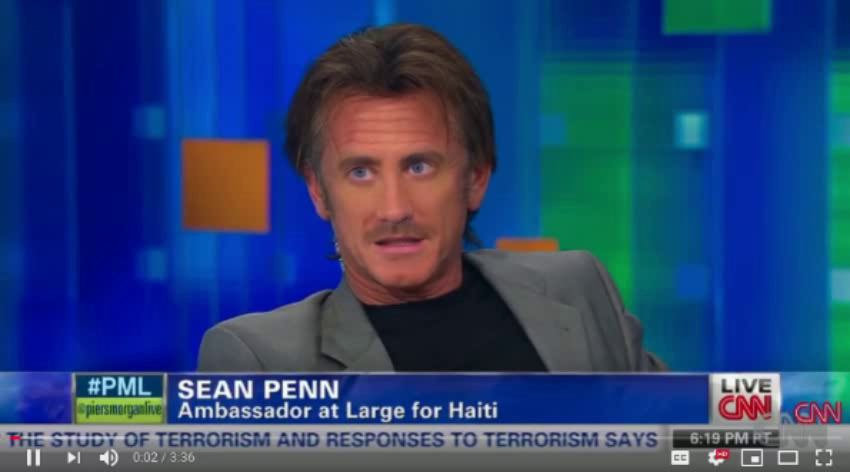 #PML
@piersmorganlive
SEAN PENN
Ambassador at Large for Haiti
LIVE
CNN
CNN
THE STUDY OF TERRORISM AND RESPONSES TO TERRORISM SAYS
6:19 PM PT
0:02 / 3:36
CC
HD